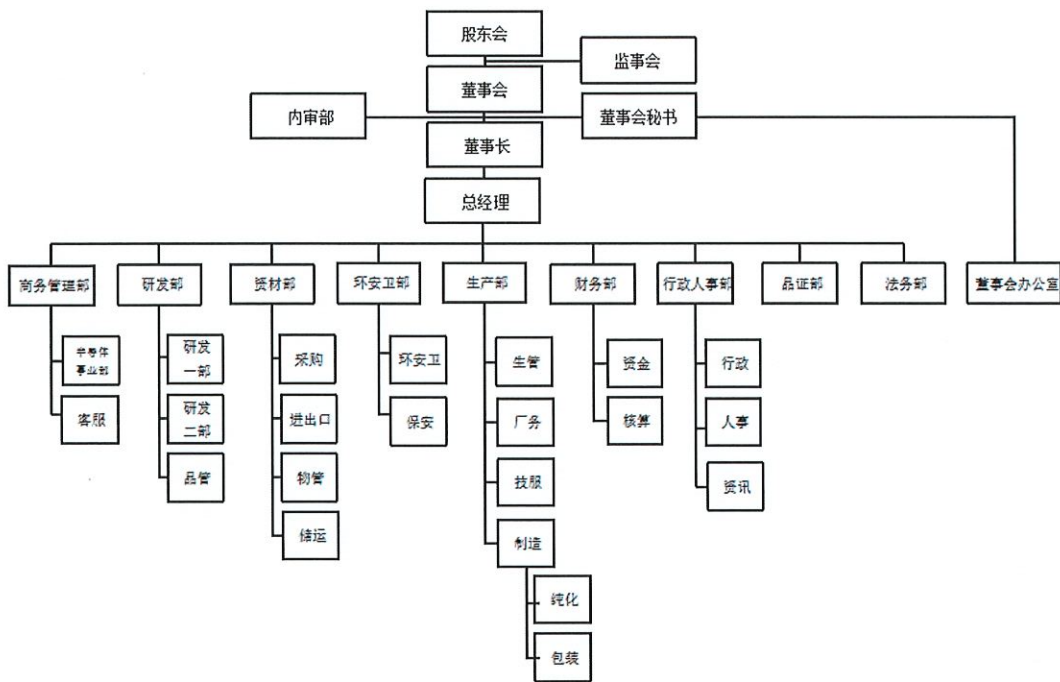 股东会
监事会
董事会
内审部
董事会秘书
董事长
总经理
商务管理部
研发部
资材部
环安卫部
生产部
财务部
行政人事部
品证部
法务部
董事会办公室
半导体
事业部
客服
研发
一部
研发
二部
品管
采购
进出口
物管
储运
环安卫
保安
生管
厂务
技服
制造
纯化
包装
资金
核算
行政
人事
资讯